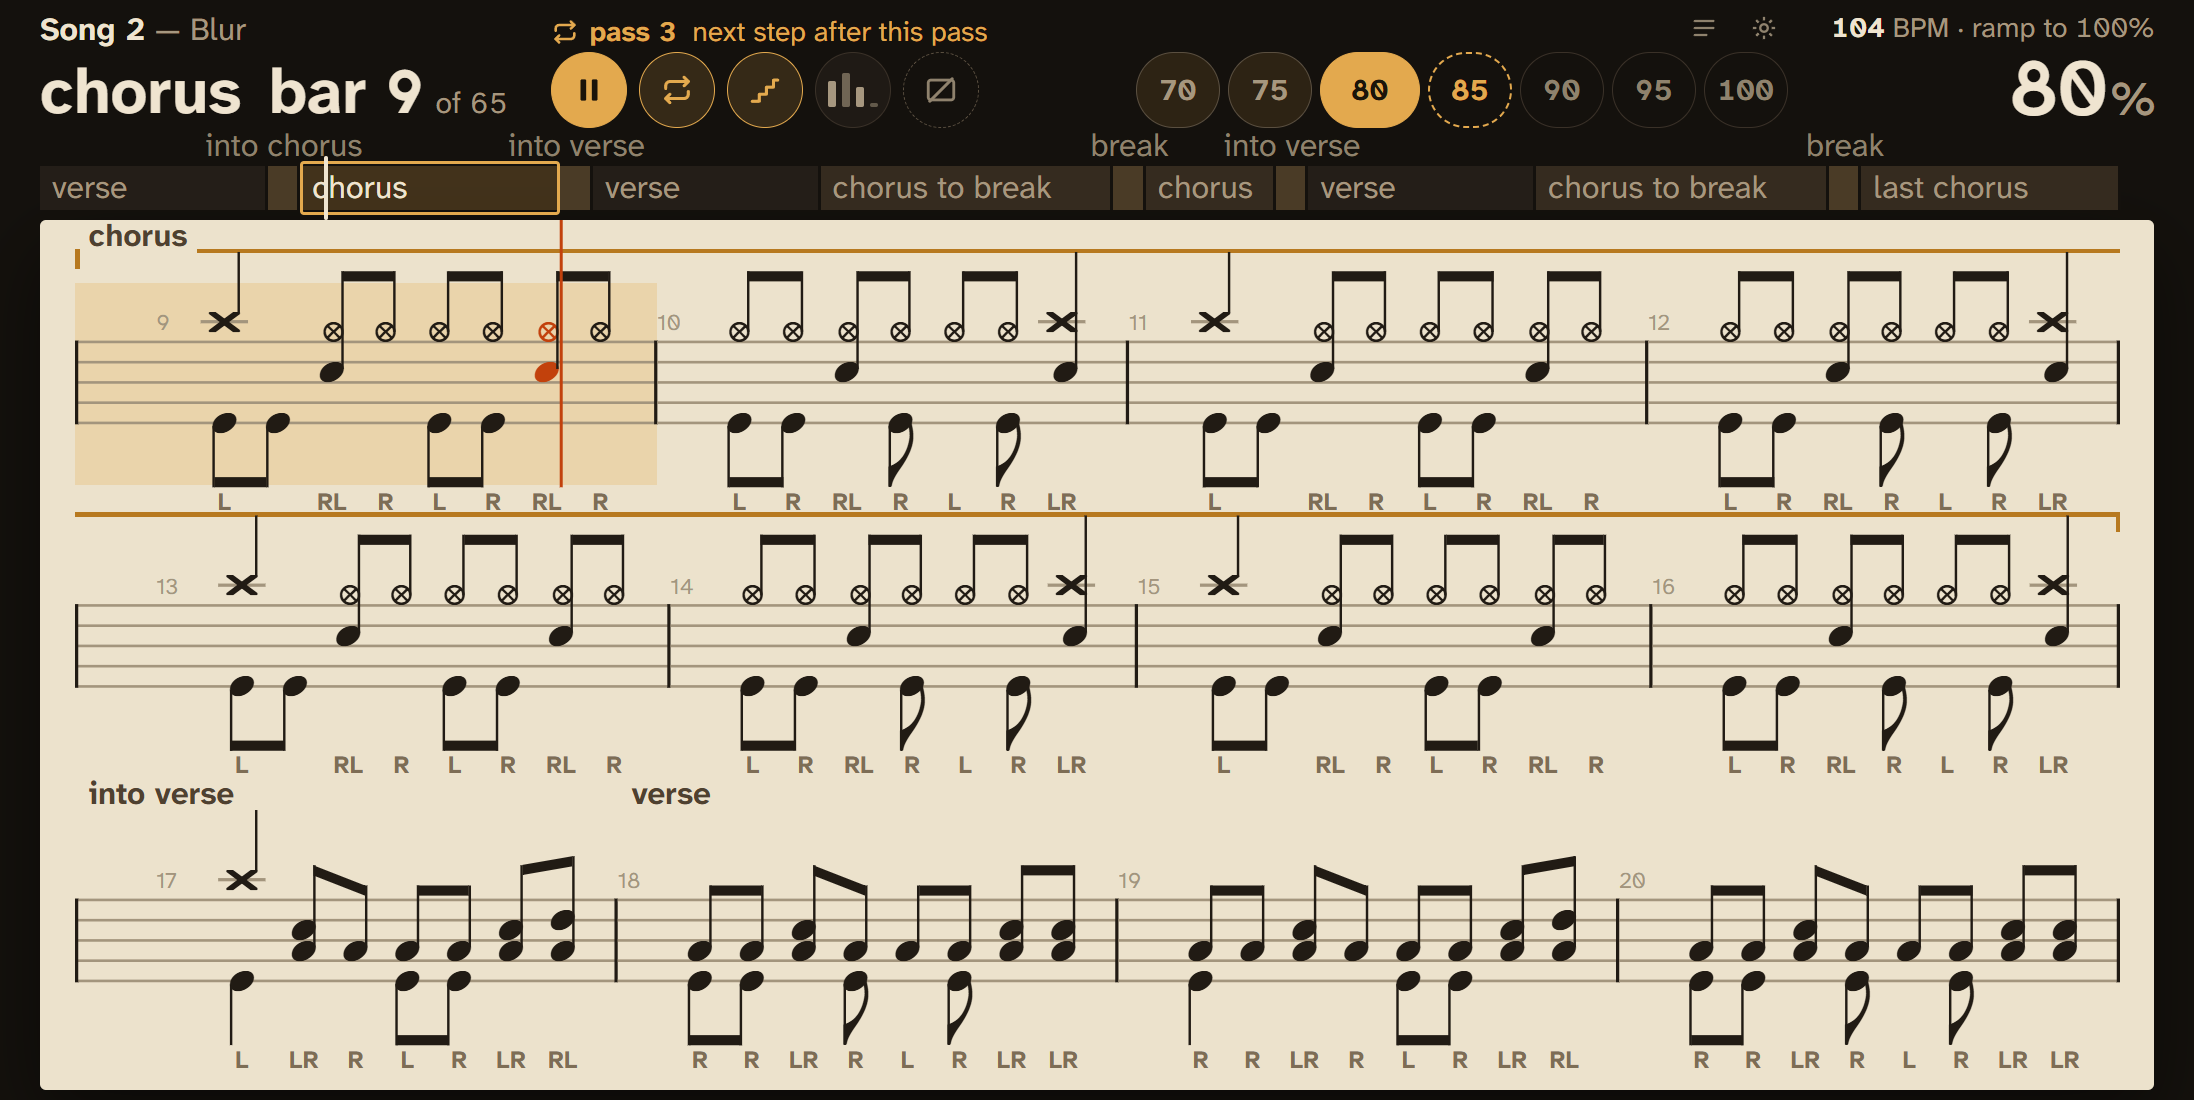 Song 2 — Blur
pass 3 next step after this pass
104 BPM · ramp to 100%
chorus bar 9 of 65
70 75 80 85 90 95 100
80%
into chorus into verse break into verse break
verse chorus verse chorus to break chorus verse chorus to break last chorus
chorus
9 10 11 12
L RL R L R RL R L R RL R L R LR L RL R L R RL R L R RL R L R LR
13 14 15 16
L RL R L R RL R L R RL R L R LR L RL R L R RL R L R RL R L R LR
into verse verse
17 18 19 20
L LR R L R LR RL R R LR R L R LR LR R R LR R L R LR RL R R LR R L R LR LR